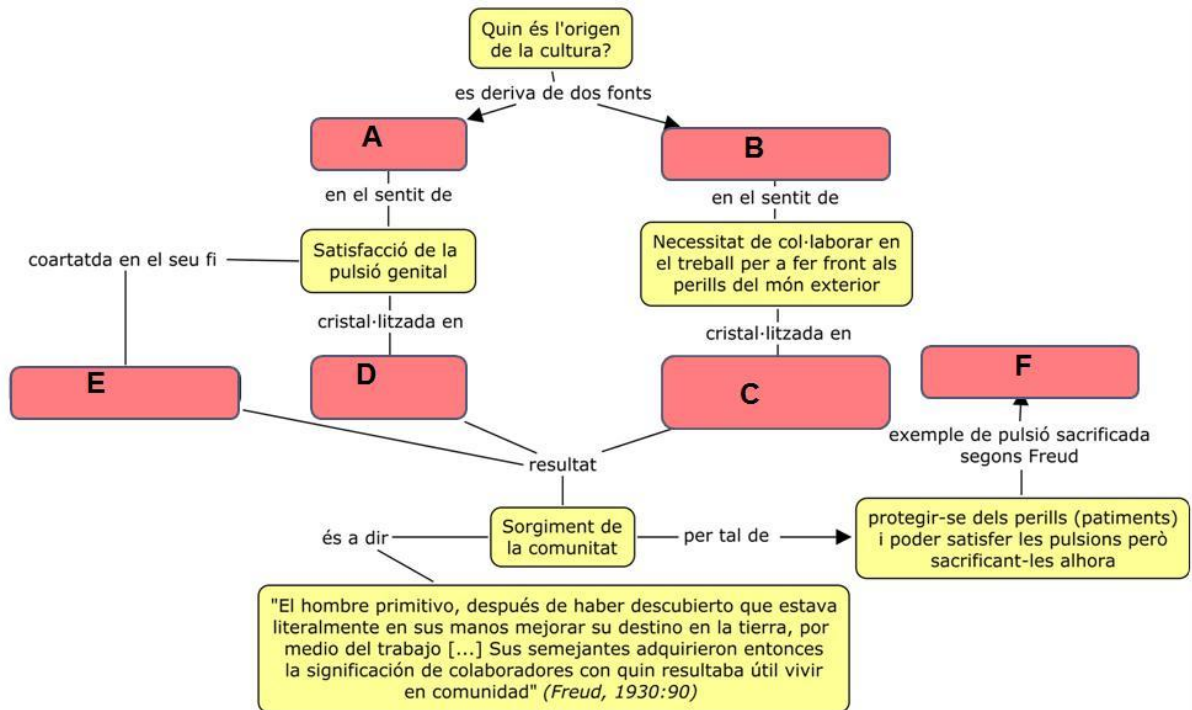 Quin és l'origen
de la cultura?
es deriva de dos fonts
A
B
en el sentit de
en el sentit de
Satisfacció de la
pulsió genital
Necessitat de col·laborar en
el treball per a fer front als
perills del món exterior
coartatda en el seu fi
cristal·litzada en
cristal·litzada en
E
D
C
F
exemple de pulsió sacrificada
segons Freud
resultat
Sorgiment de
la comunitat
és a dir
per tal de
protegir-se dels perills (patiments)
i poder satisfer les pulsions però
sacrificant-les alhora
"El hombre primitivo, después de haber descubierto que estava
literalmente en sus manos mejorar su destino en la tierra, por
medio del trabajo [...] Sus semejantes adquirieron entonces
la significación de colaboradores con quin resultaba útil vivir
en comunidad" (Freud, 1930:90)